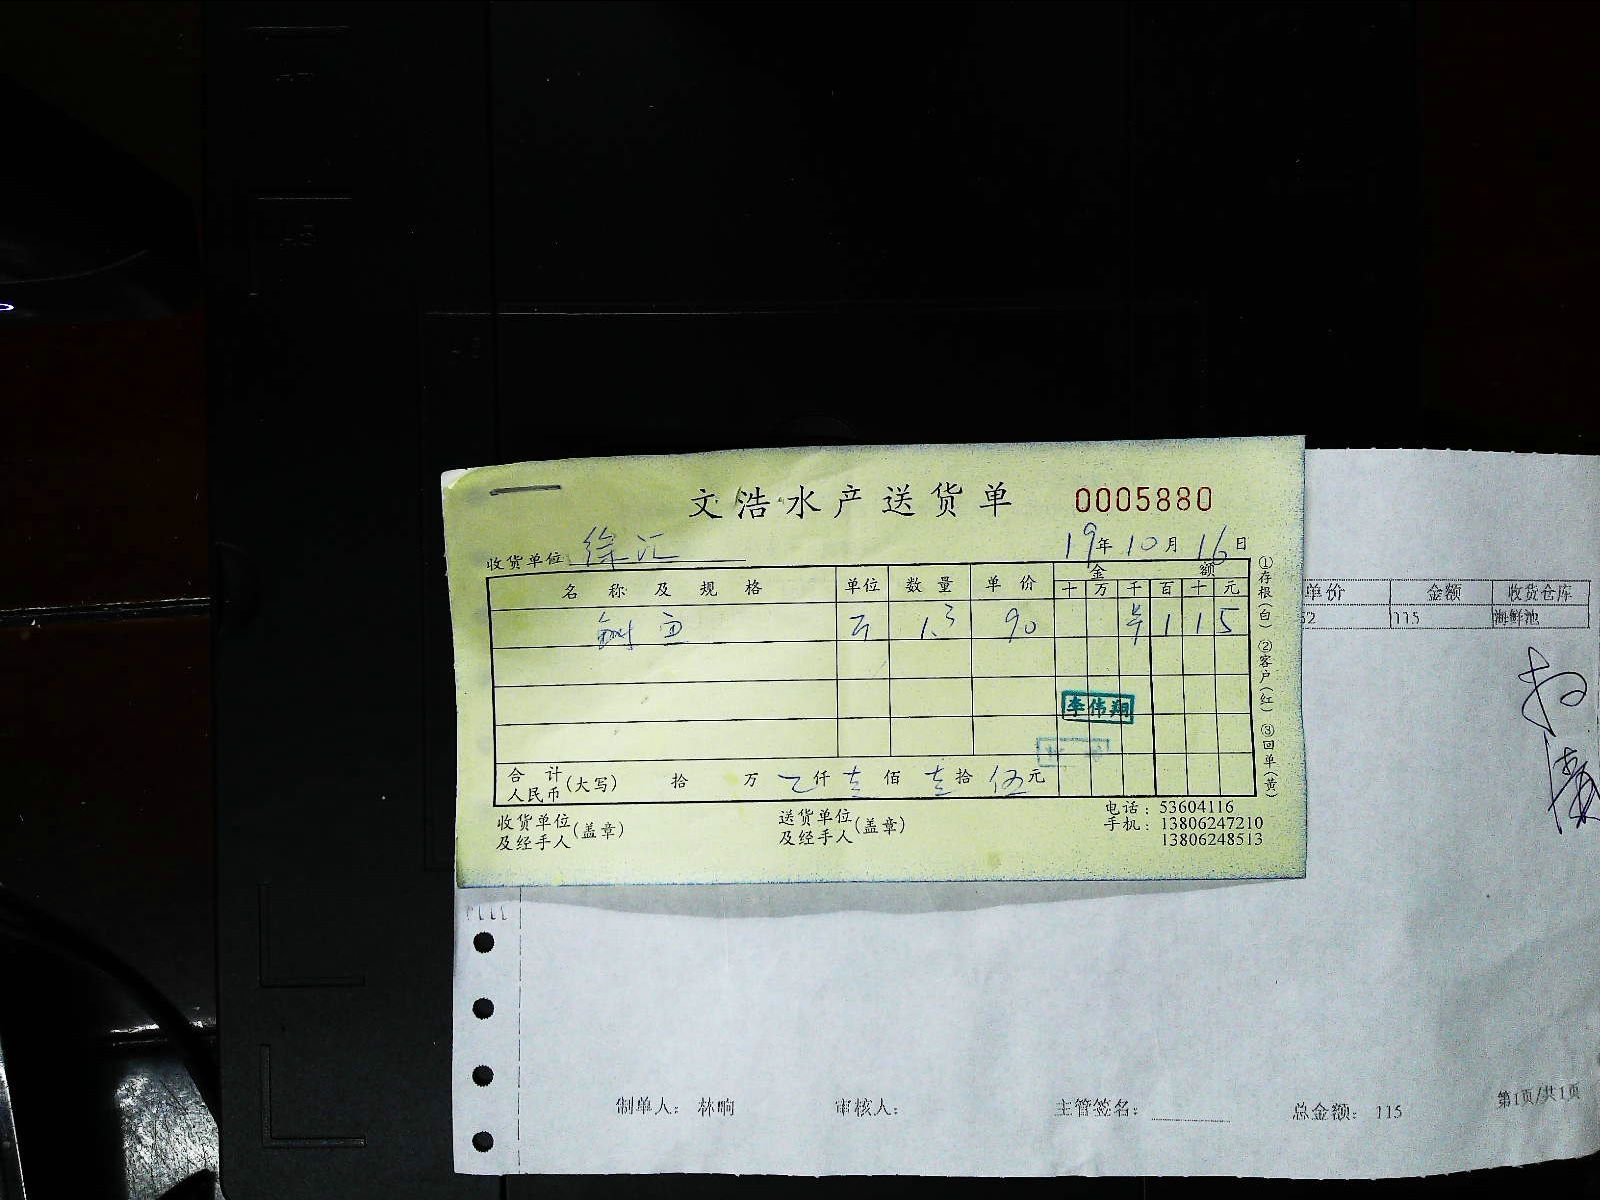 文浩水产送货单 0005880
收货单位 徐汇 19年10月16日
名称及规格 单位 数量 单价 金额
十 万 千 百 十 元
斤 1.3 90 ¥ 1 1 5
李伟翔
合计人民币(大写) 拾 万 仟 壹佰 壹拾 伍元
收货单位及经手人(盖章) 送货单位及经手人(盖章)
电话:53604116
手机:13806247210
13806248513
①存根(白) ②客户(红) ③回单(黄)
单价 金额 收货仓库
52 115 海鲜池
制单人: 林晌 审核人: 主管签名: 总金额: 115 第1页/共1页